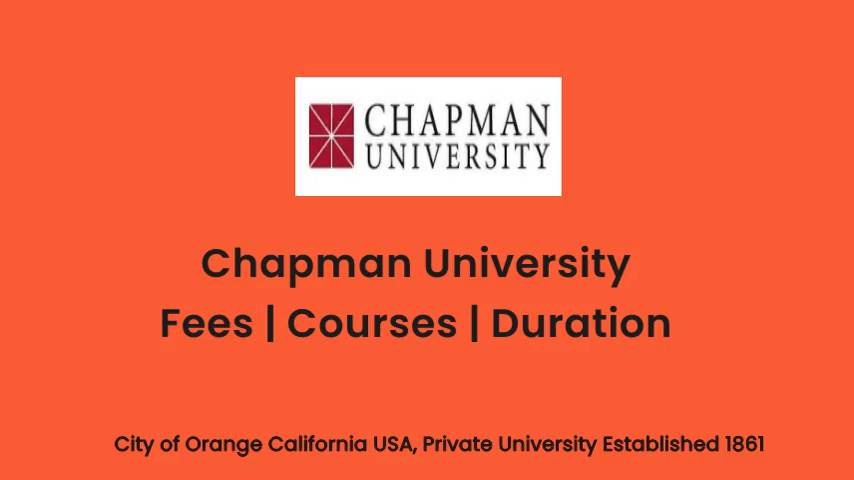 CHAPMAN
UNIVERSITY
Chapman University
Fees | Courses | Duration
City of Orange California USA, Private University Established 1861